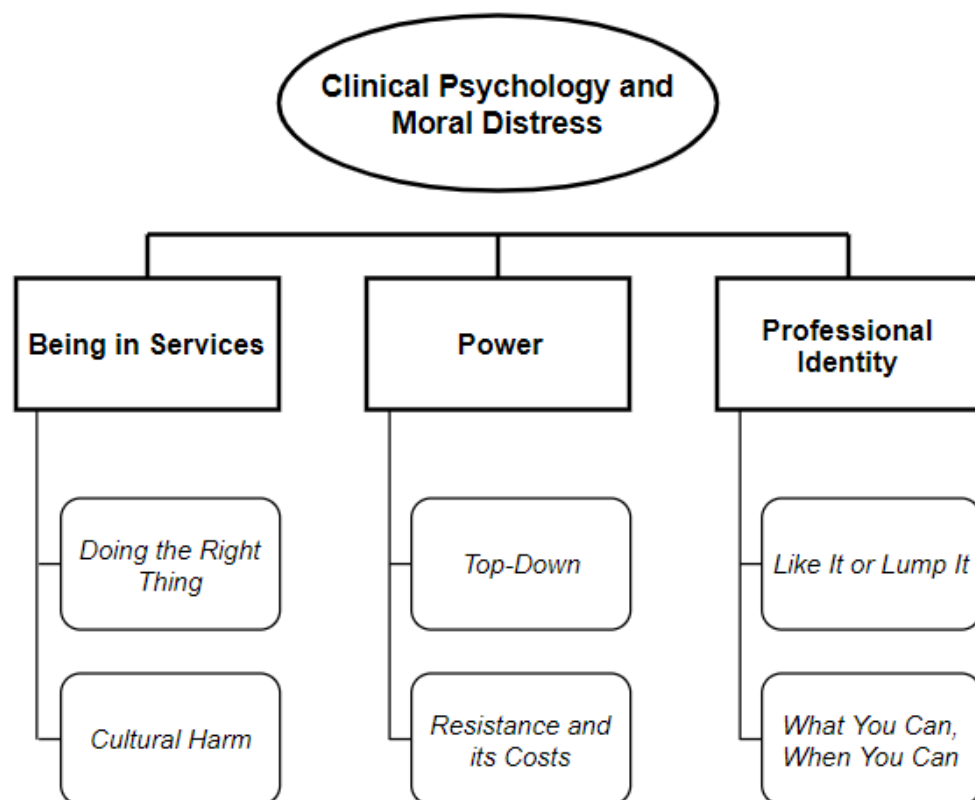 Clinical Psychology and
Moral Distress
Being in Services
Power
Professional
Identity
Doing the Right
Thing
Top-Down
Like It or Lump It
Cultural Harm
Resistance and
its Costs
What You Can,
When You Can